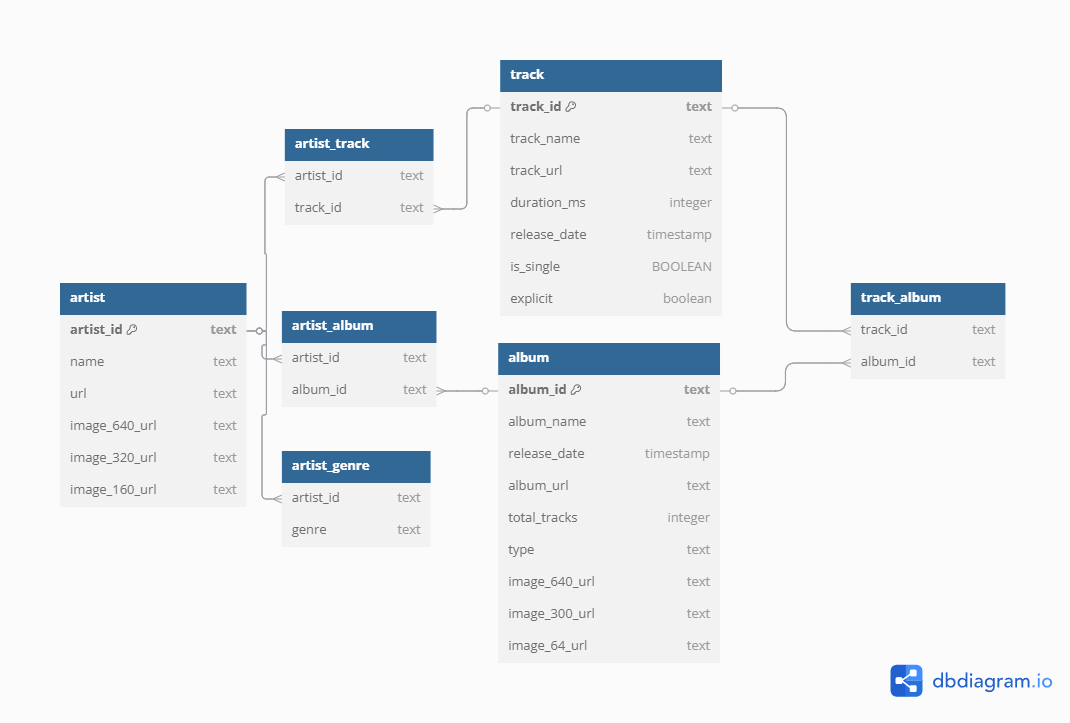 track
track_id text
track_name text
track_url text
duration_ms integer
release_date timestamp
is_single BOOLEAN
explicit boolean
artist_track
artist_id text
track_id text
artist
artist_id text
name text
url text
image_640_url text
image_320_url text
image_160_url text
artist_album
artist_id text
album_id text
artist_genre
artist_id text
genre text
album
album_id text
album_name text
release_date timestamp
album_url text
total_tracks integer
type text
image_640_url text
image_300_url text
image_64_url text
track_album
track_id text
album_id text
dbdiagram.io